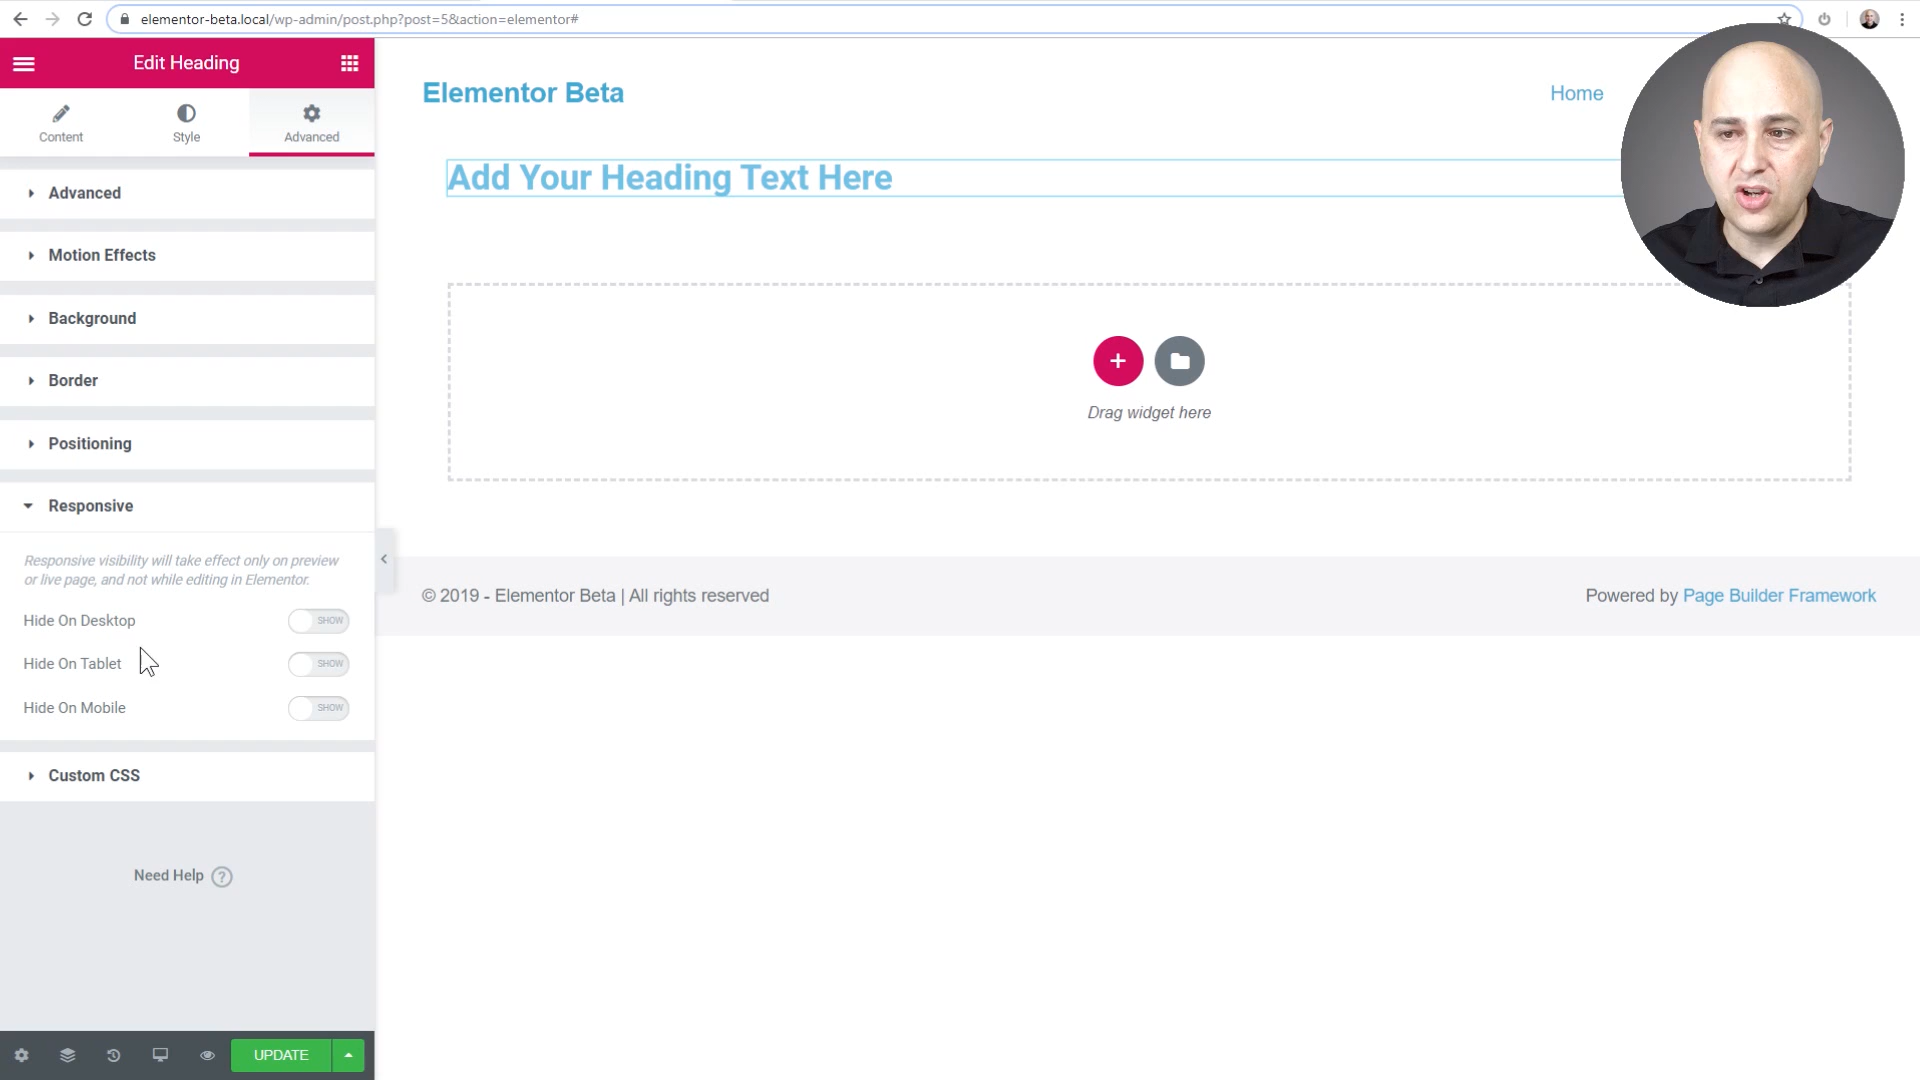 elementor-beta.local/wp-admin/post.php?post=5&action=elementor#
Edit Heading
Content
Style
Advanced
Advanced
Motion Effects
Background
Border
Positioning
Responsive
Responsive visibility will take effect only on preview
or live page, and not while editing in Elementor.
Hide On Desktop
SHOW
Hide On Tablet
SHOW
Hide On Mobile
SHOW
Custom CSS
Need Help ?
UPDATE
Elementor Beta
Home
Add Your Heading Text Here
Drag widget here
© 2019 - Elementor Beta | All rights reserved
Powered by Page Builder Framework